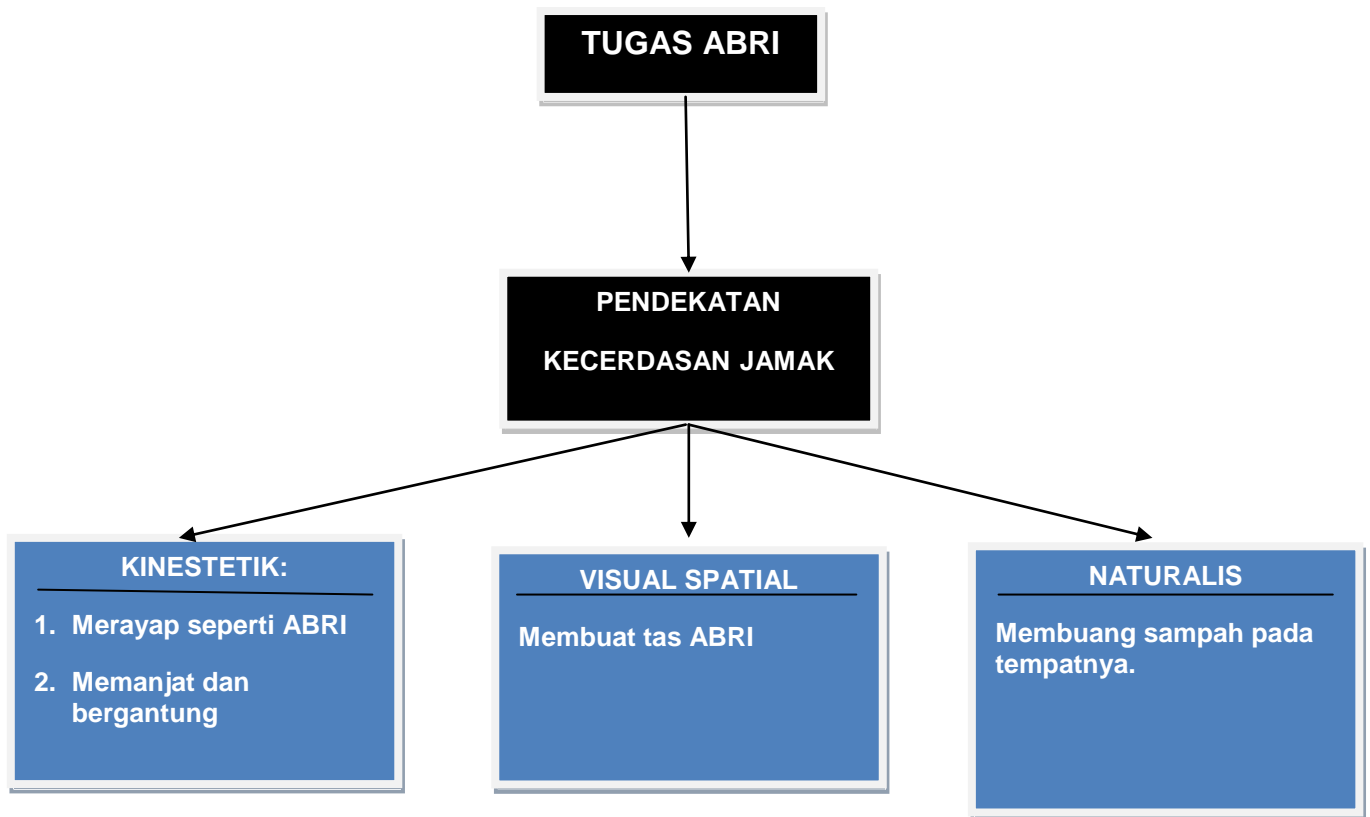 TUGAS ABRI
PENDEKATAN
KECERDASAN JAMAK
KINESTETIK:
1. Merayap seperti ABRI
2. Memanjat dan
bergantung
VISUAL SPATIAL
Membuat tas ABRI
NATURALIS
Membuang sampah pada
tempatnya.